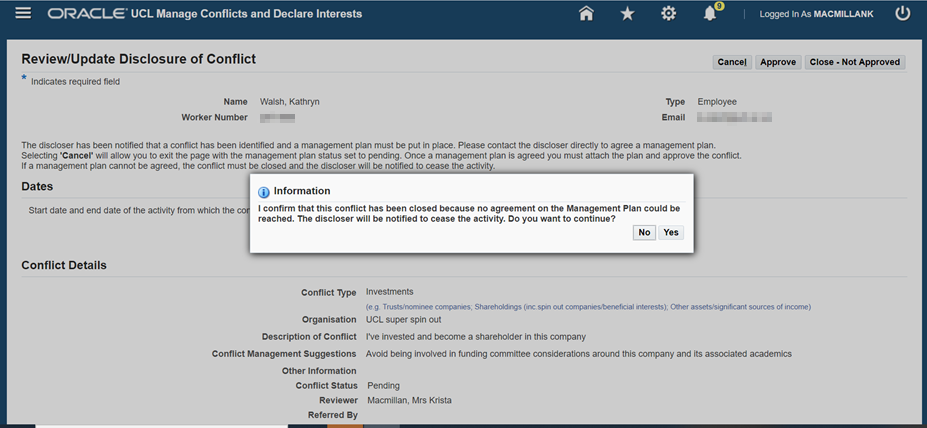 ORACLE UCL Manage Conflicts and Declare Interests
9
Logged In As MACMILLANK
Review/Update Disclosure of Conflict
Cancel Approve Close - Not Approved
* Indicates required field
Name Walsh, Kathryn Type Employee
Worker Number Email
The discloser has been notified that a conflict has been identified and a management plan must be put in place. Please contact the discloser directly to agree a management plan.
Selecting 'Cancel' will allow you to exit the page with the management plan status set to pending. Once a management plan is agreed you must attach the plan and approve the conflict.
If a management plan cannot be agreed, the conflict must be closed and the discloser will be notified to cease the activity.
Dates
Start date and end date of the activity from which the
Information
I confirm that this conflict has been closed because no agreement on the Management Plan could be
reached. The discloser will be notified to cease the activity. Do you want to continue?
No Yes
Conflict Details
Conflict Type Investments
(e.g. Trusts/nominee companies; Shareholdings (inc.spin out companies/beneficial interests); Other assets/significant sources of income)
Organisation UCL super spin out
Description of Conflict I've invested and become a shareholder in this company
Conflict Management Suggestions Avoid being involved in funding committee considerations around this company and its associated academics
Other Information
Conflict Status Pending
Reviewer Macmillan, Mrs Krista
Referred By